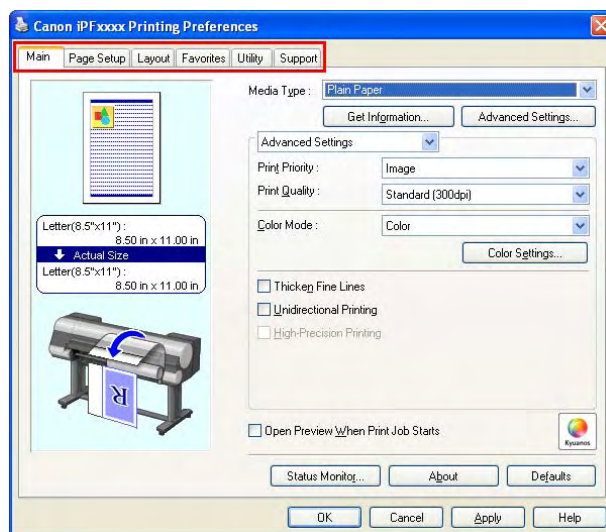 Canon iPFxxxx Printing Preferences
Main Page Setup Layout Favorites Utility Support
Media Type : Plain Paper
Get Information... Advanced Settings...
Advanced Settings
Print Priority : Image
Print Quality : Standard (300dpi)
Color Mode : Color
Color Settings...
Thicken Fine Lines
Unidirectional Printing
High-Precision Printing
Letter(8.5"x11") :
8.50 in x 11.00 in
Actual Size
Letter(8.5"x11") :
8.50 in x 11.00 in
R
Open Preview When Print Job Starts
Kyuanos
Status Monitor... About Defaults
OK Cancel Apply Help